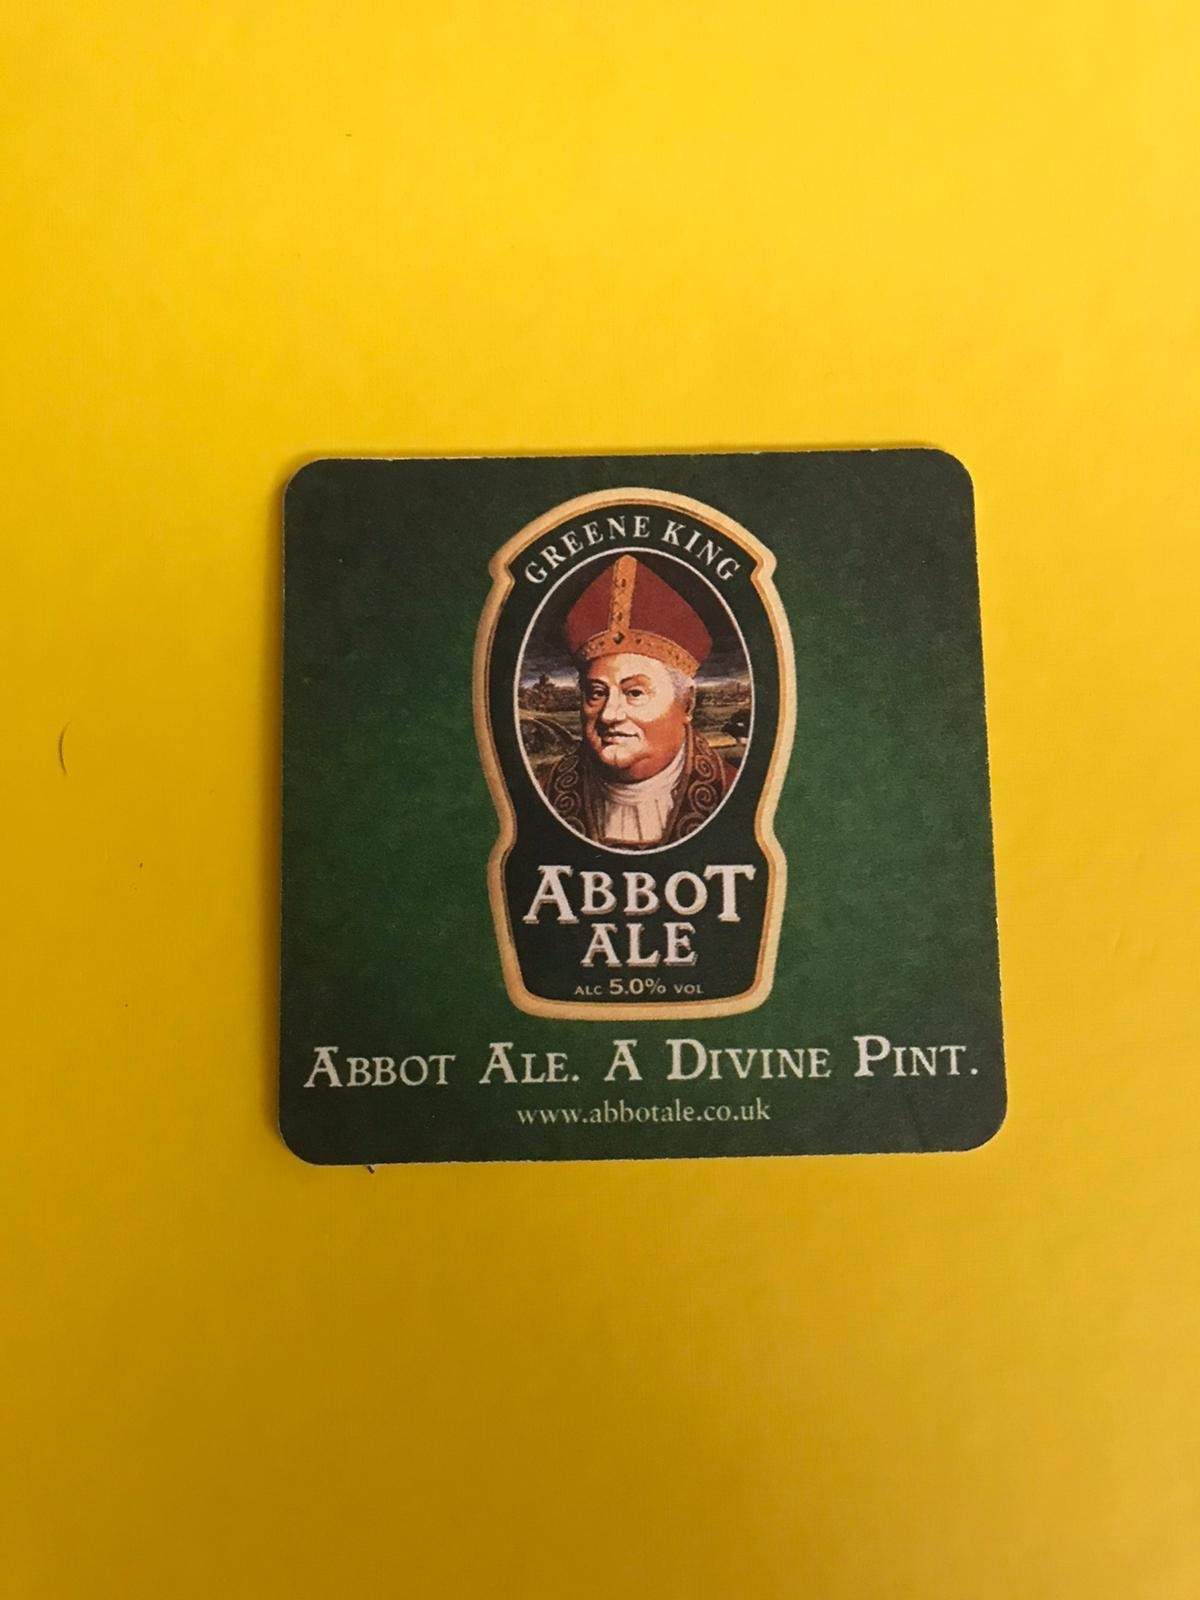 GREENE KING
ABBOT
ALE
ALC 5.0% VOL
ABBOT ALE. A DIVINE PINT.
www.abbotale.co.uk